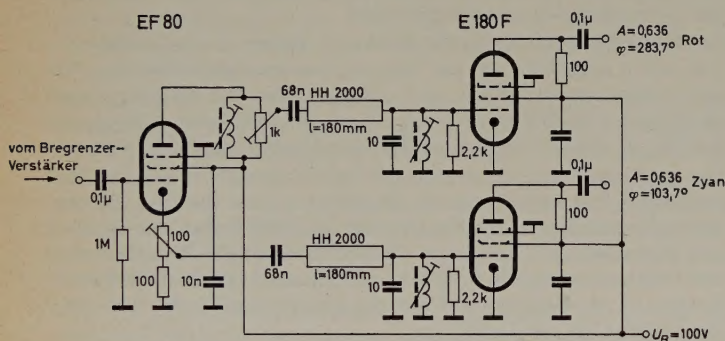 EF 80
E 180 F
0,1µ
A=0,636
φ=283,7° Rot
100
68n
HH 2000
l=180mm
1k
10
2,2k
vom Bregrenzer-
Verstärker
0,1µ
1M
100
100
10n
0,1µ
A=0,636
φ=103,7° Zyan
100
68n
HH 2000
l=180mm
10
2,2k
U_B=100V